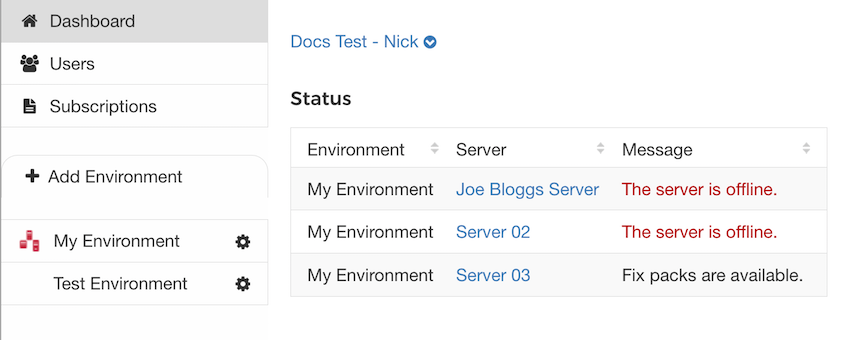 Dashboard
Users
Subscriptions
Add Environment
My Environment
Test Environment
Docs Test - Nick
Status
Environment Server Message
My Environment Joe Bloggs Server The server is offline.
My Environment Server 02 The server is offline.
My Environment Server 03 Fix packs are available.